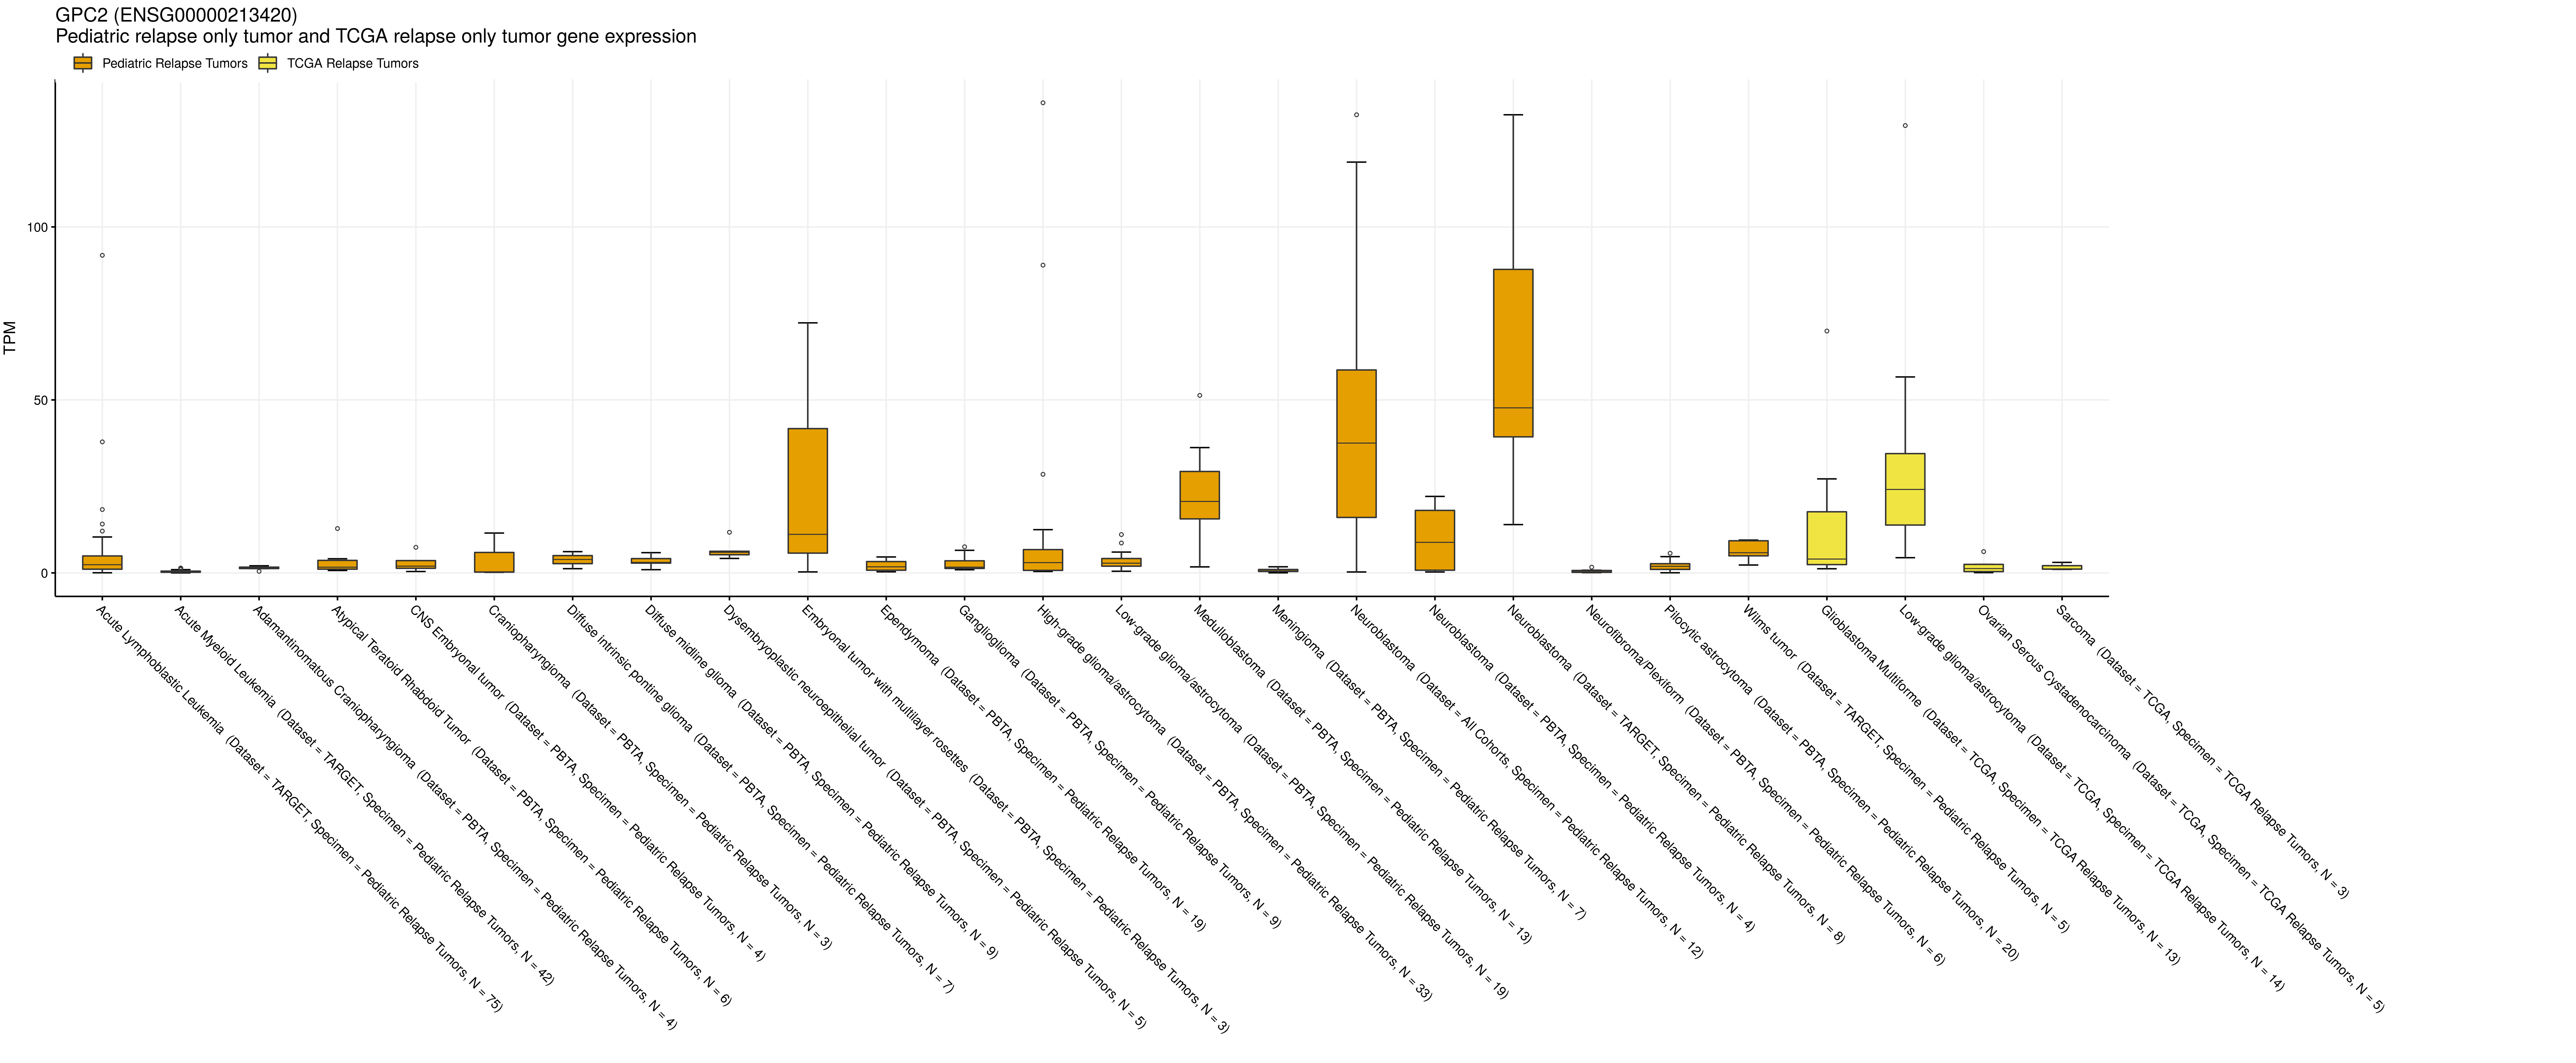 GPC2 (ENSG00000213420)
Pediatric relapse only tumor and TCGA relapse only tumor gene expression
Pediatric Relapse Tumors
TCGA Relapse Tumors
TPM
100
50
0
Acute Lymphoblastic Leukemia  (Dataset = TARGET, Specimen = Pediatric Relapse Tumors, N = 75)
Acute Myeloid Leukemia  (Dataset = TARGET, Specimen = Pediatric Relapse Tumors, N = 42)
Adamantinomatous Craniopharyngioma  (Dataset = PBTA, Specimen = Pediatric Relapse Tumors, N = 4)
Atypical Teratoid Rhabdoid Tumor  (Dataset = PBTA, Specimen = Pediatric Relapse Tumors, N = 6)
CNS Embryonal tumor  (Dataset = PBTA, Specimen = Pediatric Relapse Tumors, N = 4)
Craniopharyngioma  (Dataset = PBTA, Specimen = Pediatric Relapse Tumors, N = 3)
Diffuse intrinsic pontine glioma  (Dataset = PBTA, Specimen = Pediatric Relapse Tumors, N = 7)
Diffuse midline glioma  (Dataset = PBTA, Specimen = Pediatric Relapse Tumors, N = 9)
Dysembryoplastic neuroepithelial tumor  (Dataset = PBTA, Specimen = Pediatric Relapse Tumors, N = 5)
Embryonal tumor with multilayer rosettes  (Dataset = PBTA, Specimen = Pediatric Relapse Tumors, N = 3)
Ependymoma  (Dataset = PBTA, Specimen = Pediatric Relapse Tumors, N = 19)
Ganglioglioma  (Dataset = PBTA, Specimen = Pediatric Relapse Tumors, N = 9)
High-grade glioma/astrocytoma  (Dataset = PBTA, Specimen = Pediatric Relapse Tumors, N = 33)
Low-grade glioma/astrocytoma  (Dataset = PBTA, Specimen = Pediatric Relapse Tumors, N = 19)
Medulloblastoma  (Dataset = PBTA, Specimen = Pediatric Relapse Tumors, N = 13)
Meningioma  (Dataset = PBTA, Specimen = Pediatric Relapse Tumors, N = 7)
Neuroblastoma  (Dataset = All Cohorts, Specimen = Pediatric Relapse Tumors, N = 12)
Neuroblastoma  (Dataset = PBTA, Specimen = Pediatric Relapse Tumors, N = 4)
Neuroblastoma  (Dataset = TARGET, Specimen = Pediatric Relapse Tumors, N = 8)
Neurofibroma/Plexiform  (Dataset = PBTA, Specimen = Pediatric Relapse Tumors, N = 6)
Pilocytic astrocytoma  (Dataset = PBTA, Specimen = Pediatric Relapse Tumors, N = 20)
Wilms tumor  (Dataset = TARGET, Specimen = Pediatric Relapse Tumors, N = 5)
Glioblastoma Multiforme  (Dataset = TCGA, Specimen = TCGA Relapse Tumors, N = 13)
Low-grade glioma/astrocytoma  (Dataset = TCGA, Specimen = TCGA Relapse Tumors, N = 14)
Ovarian Serous Cystadenocarcinoma  (Dataset = TCGA, Specimen = TCGA Relapse Tumors, N = 5)
Sarcoma  (Dataset = TCGA, Specimen = TCGA Relapse Tumors, N = 3)